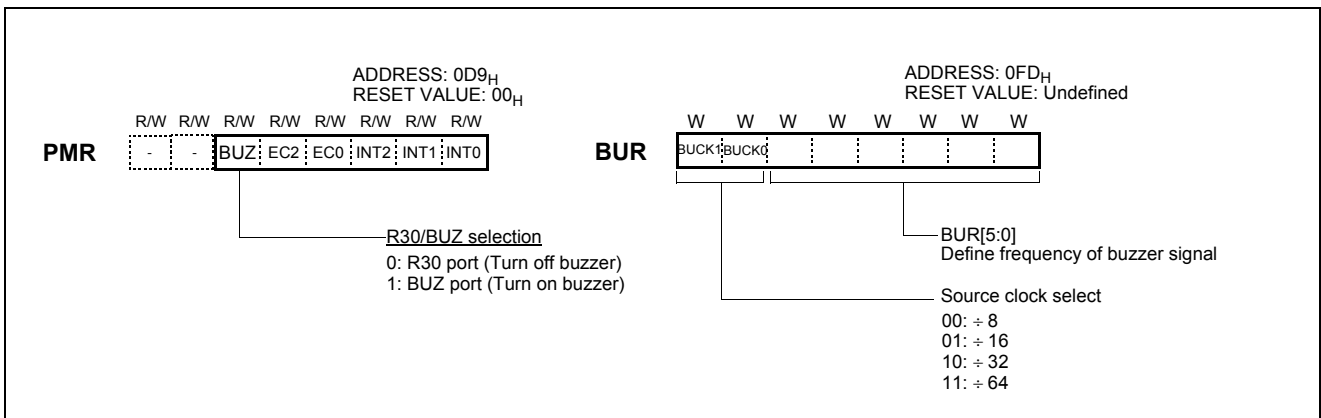 ADDRESS: 0D9H
RESET VALUE: 00H
R/W R/W R/W R/W R/W R/W R/W R/W
PMR - - BUZ EC2 EC0 INT2 INT1 INT0
R30/BUZ selection
0: R30 port (Turn off buzzer)
1: BUZ port (Turn on buzzer)
ADDRESS: 0FDH
RESET VALUE: Undefined
W W W W W W W W
BUR BUCK1 BUCK0
BUR[5:0]
Define frequency of buzzer signal
Source clock select
00: ÷ 8
01: ÷ 16
10: ÷ 32
11: ÷ 64